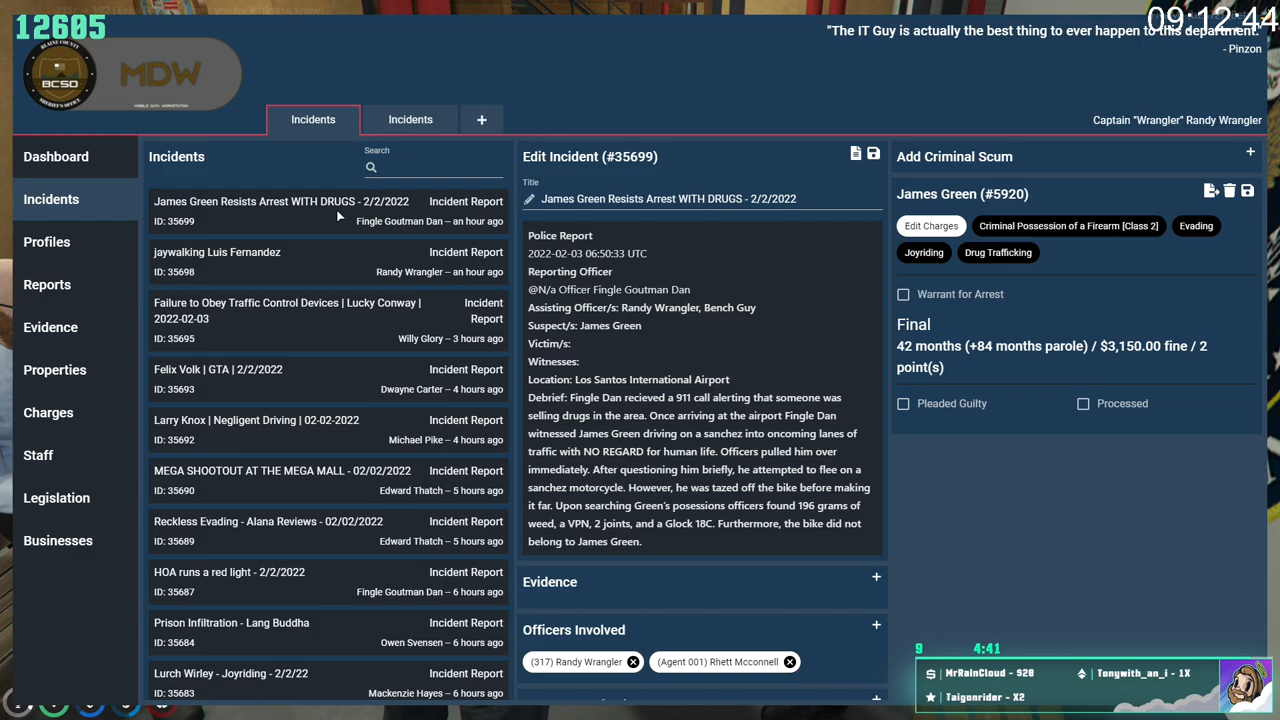 12605
09:12:44
"The IT Guy is actually the best thing to ever happen to this department."
- Pinzon
BLAINE COUNTY
BCSO
SHERIFF'S OFFICE
MDW
MOBILE DATA WORKSTATION
Incidents
Incidents
+
Captain "Wrangler" Randy Wrangler
Dashboard
Incidents
Profiles
Reports
Evidence
Properties
Charges
Staff
Legislation
Businesses
Incidents
Search
James Green Resists Arrest WITH DRUGS - 2/2/2022 Incident Report
ID: 35699 Fingle Goutman Dan – an hour ago
jaywalking Luis Fernandez Incident Report
ID: 35698 Randy Wrangler – an hour ago
Failure to Obey Traffic Control Devices | Lucky Conway | Incident
2022-02-03 Report
ID: 35695 Willy Glory – 3 hours ago
Felix Volk | GTA | 2/2/2022 Incident Report
ID: 35693 Dwayne Carter – 4 hours ago
Larry Knox | Negligent Driving | 02-02-2022 Incident Report
ID: 35692 Michael Pike – 4 hours ago
MEGA SHOOTOUT AT THE MEGA MALL - 02/02/2022 Incident Report
ID: 35690 Edward Thatch – 5 hours ago
Reckless Evading - Alana Reviews - 02/02/2022 Incident Report
ID: 35689 Edward Thatch – 5 hours ago
HOA runs a red light - 2/2/2022 Incident Report
ID: 35687 Fingle Goutman Dan – 6 hours ago
Prison Infiltration - Lang Buddha Incident Report
ID: 35684 Owen Svensen – 6 hours ago
Lurch Wirley - Joyriding - 2/2/22 Incident Report
ID: 35683 Mackenzie Hayes – 6 hours ago
Edit Incident (#35699)
Title
James Green Resists Arrest WITH DRUGS - 2/2/2022
Police Report
2022-02-03 06:50:33 UTC
Reporting Officer
@N/a Officer Fingle Goutman Dan
Assisting Officer/s: Randy Wrangler, Bench Guy
Suspect/s: James Green
Victim/s:
Witnesses:
Location: Los Santos International Airport
Debrief: Fingle Dan recieved a 911 call alerting that someone was
selling drugs in the area. Once arriving at the airport Fingle Dan
witnessed James Green driving on a sanchez into oncoming lanes of
traffic with NO REGARD for human life. Officers pulled him over
immediately. After questioning him briefly, he attempted to flee on a
sanchez motorcycle. However, he was tazed off the bike before making
it far. Upon searching Green's posessions officers found 196 grams of
weed, a VPN, 2 joints, and a Glock 18C. Furthermore, the bike did not
belong to James Green.
Evidence +
Officers Involved +
(317) Randy Wrangler
(Agent 001) Rhett Mcconnell
Add Criminal Scum +
James Green (#5920)
Edit Charges Criminal Possession of a Firearm [Class 2] Evading
Joyriding Drug Trafficking
Warrant for Arrest
Final
42 months (+84 months parole) / $3,150.00 fine / 2
point(s)
Pleaded Guilty Processed
9 4:41
MrRainCloud - 928
Tonywith_an_i - 1X
Taigonrider - X2